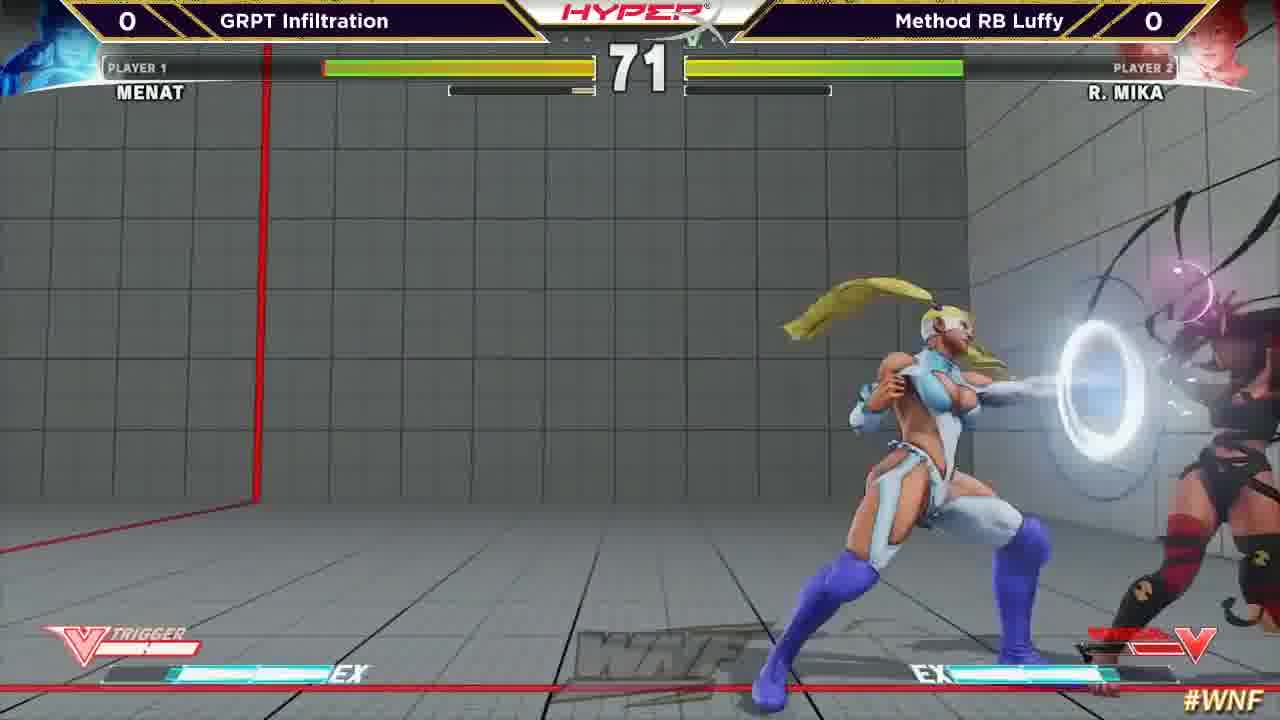 0 GRPT Infiltration HYPERX Method RB Luffy 0
PLAYER 1 71 PLAYER 2
MENAT R. MIKA
V TRIGGER V
EX EX
WNF
#WNF